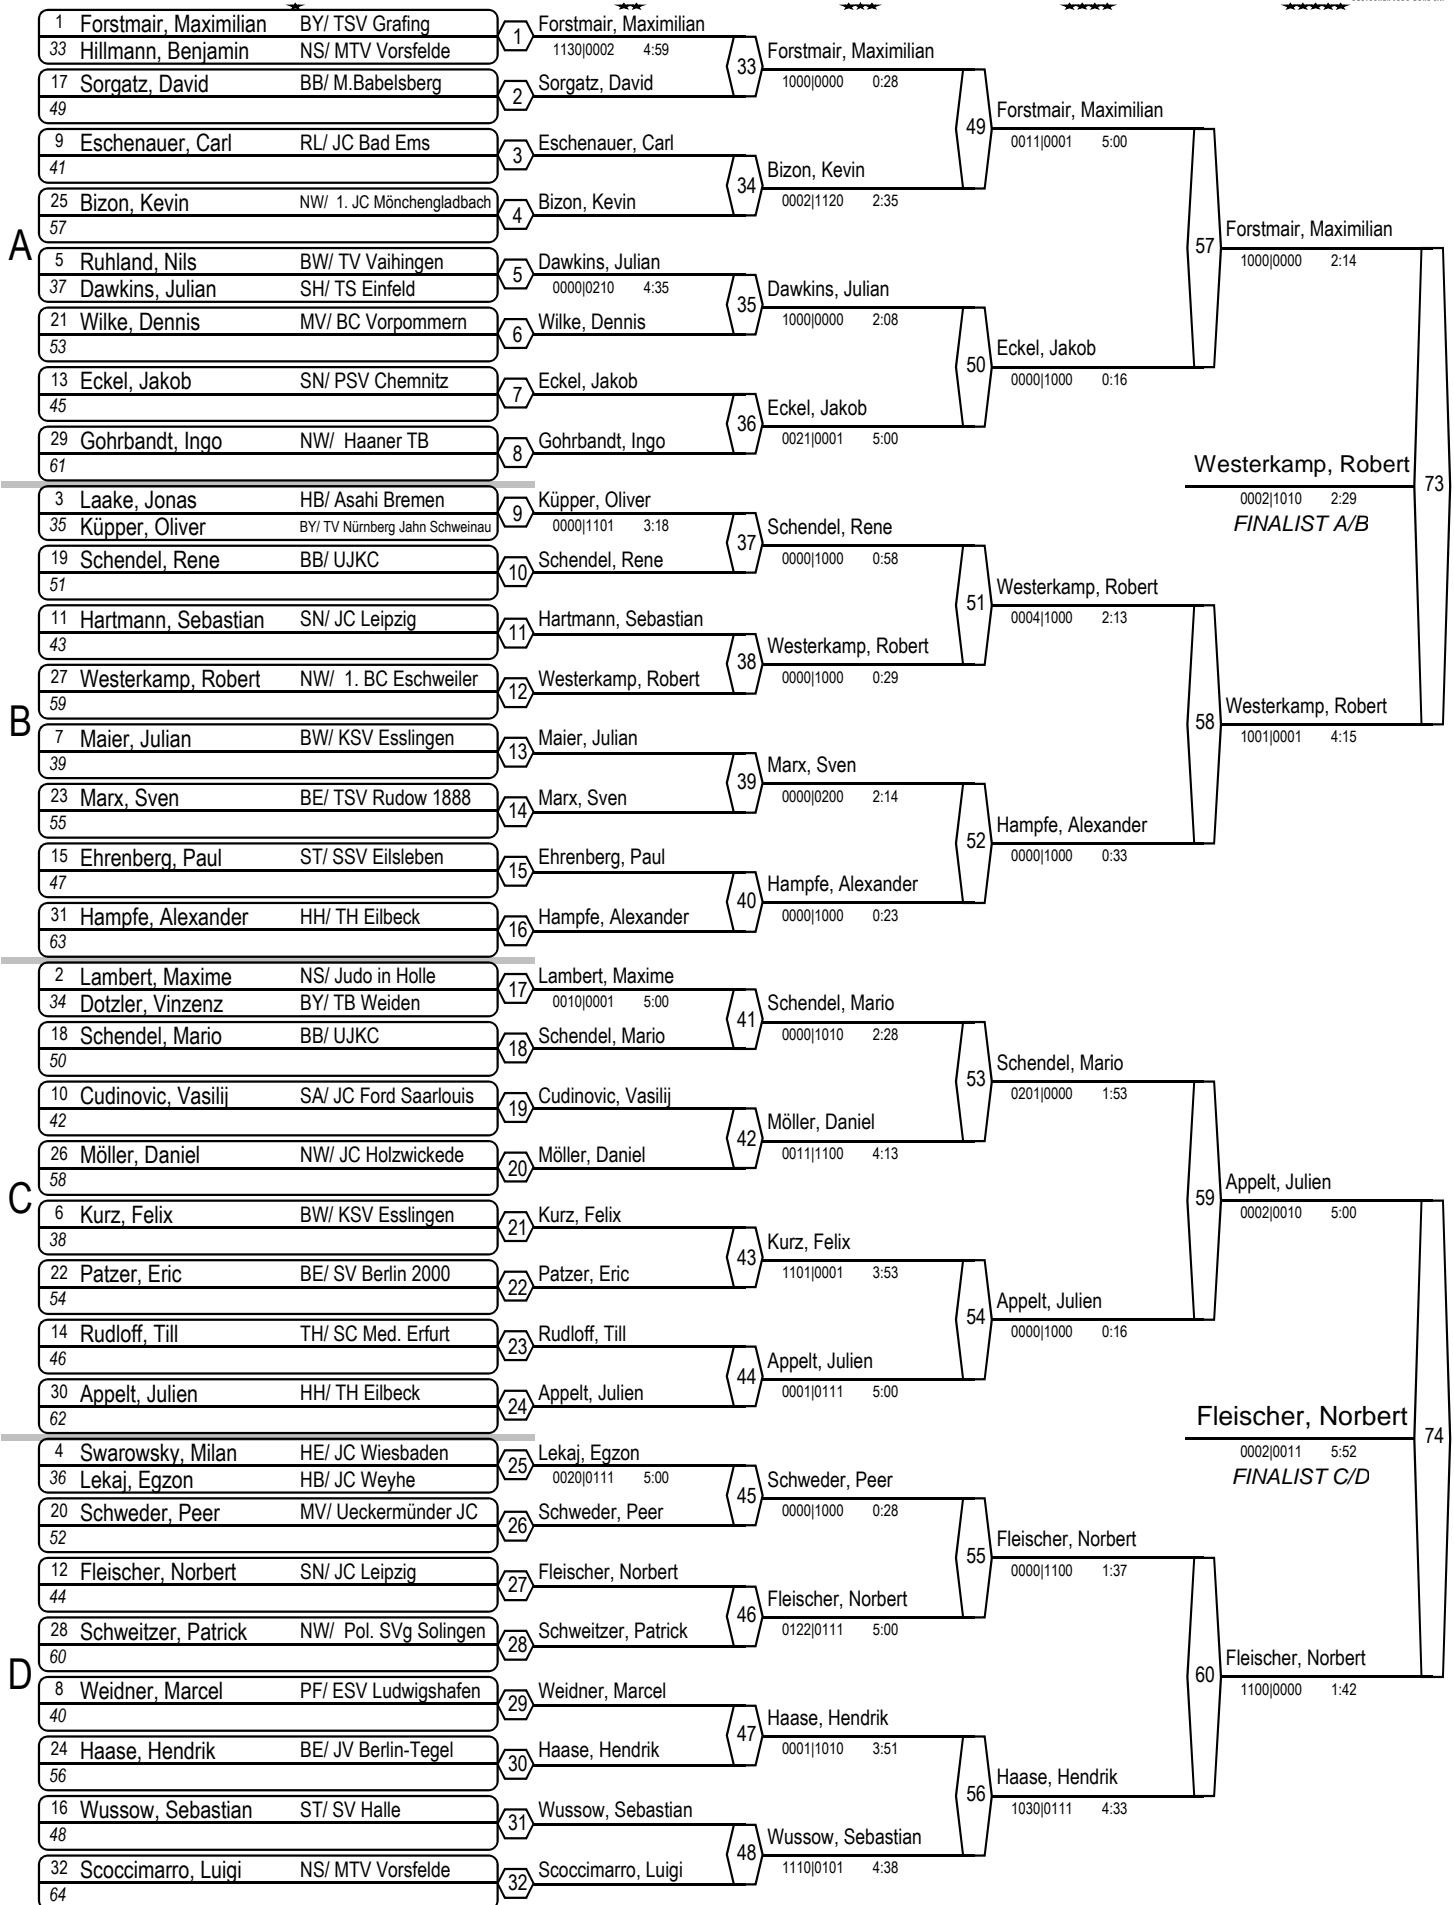 1 Forstmair, Maximilian BY/ TSV Grafing
33 Hillmann, Benjamin NS/ MTV Vorsfelde
17 Sorgatz, David BB/ M.Babelsberg
49
9 Eschenauer, Carl RL/ JC Bad Ems
41
25 Bizon, Kevin NW/ 1. JC Mönchengladbach
57
A
5 Ruhland, Nils BW/ TV Vaihingen
37 Dawkins, Julian SH/ TS Einfeld
21 Wilke, Dennis MV/ BC Vorpommern
53
13 Eckel, Jakob SN/ PSV Chemnitz
45
29 Gohrbandt, Ingo NW/ Haaner TB
61
3 Laake, Jonas HB/ Asahi Bremen
35 Küpper, Oliver BY/ TV Nürnberg Jahn Schweinau
19 Schendel, Rene BB/ UJKC
51
11 Hartmann, Sebastian SN/ JC Leipzig
43
27 Westerkamp, Robert NW/ 1. BC Eschweiler
59
B
7 Maier, Julian BW/ KSV Esslingen
39
23 Marx, Sven BE/ TSV Rudow 1888
55
15 Ehrenberg, Paul ST/ SSV Eilsleben
47
31 Hampfe, Alexander HH/ TH Eilbeck
63
2 Lambert, Maxime NS/ Judo in Holle
34 Dotzler, Vinzenz BY/ TB Weiden
18 Schendel, Mario BB/ UJKC
50
10 Cudinovic, Vasilij SA/ JC Ford Saarlouis
42
26 Möller, Daniel NW/ JC Holzwickede
58
C
6 Kurz, Felix BW/ KSV Esslingen
38
22 Patzer, Eric BE/ SV Berlin 2000
54
14 Rudloff, Till TH/ SC Med. Erfurt
46
30 Appelt, Julien HH/ TH Eilbeck
62
4 Swarowsky, Milan HE/ JC Wiesbaden
36 Lekaj, Egzon HB/ JC Weyhe
20 Schweder, Peer MV/ Ueckermünder JC
52
12 Fleischer, Norbert SN/ JC Leipzig
44
28 Schweitzer, Patrick NW/ Pol. SVg Solingen
60
D
8 Weidner, Marcel PF/ ESV Ludwigshafen
40
24 Haase, Hendrik BE/ JV Berlin-Tegel
56
16 Wussow, Sebastian ST/ SV Halle
48
32 Scoccimarro, Luigi NS/ MTV Vorsfelde
64
1 Forstmair, Maximilian
1130|0002 4:59
2 Sorgatz, David
3 Eschenauer, Carl
4 Bizon, Kevin
5 Dawkins, Julian
0000|0210 4:35
6 Wilke, Dennis
7 Eckel, Jakob
8 Gohrbandt, Ingo
9 Küpper, Oliver
0000|1101 3:18
10 Schendel, Rene
11 Hartmann, Sebastian
12 Westerkamp, Robert
13 Maier, Julian
14 Marx, Sven
15 Ehrenberg, Paul
16 Hampfe, Alexander
17 Lambert, Maxime
0010|0001 5:00
18 Schendel, Mario
19 Cudinovic, Vasilij
20 Möller, Daniel
21 Kurz, Felix
22 Patzer, Eric
23 Rudloff, Till
24 Appelt, Julien
25 Lekaj, Egzon
0020|0111 5:00
26 Schweder, Peer
27 Fleischer, Norbert
28 Schweitzer, Patrick
29 Weidner, Marcel
30 Haase, Hendrik
31 Wussow, Sebastian
32 Scoccimarro, Luigi
33 Forstmair, Maximilian
1000|0000 0:28
34 Bizon, Kevin
0002|1120 2:35
35 Dawkins, Julian
1000|0000 2:08
36 Eckel, Jakob
0021|0001 5:00
37 Schendel, Rene
0000|1000 0:58
38 Westerkamp, Robert
0000|1000 0:29
39 Marx, Sven
0000|0200 2:14
40 Hampfe, Alexander
0000|1000 0:23
41 Schendel, Mario
0000|1010 2:28
42 Möller, Daniel
0011|1100 4:13
43 Kurz, Felix
1101|0001 3:53
44 Appelt, Julien
0001|0111 5:00
45 Schweder, Peer
0000|1000 0:28
46 Fleischer, Norbert
0122|0111 5:00
47 Haase, Hendrik
0001|1010 3:51
48 Wussow, Sebastian
1110|0101 4:38
49 Forstmair, Maximilian
0011|0001 5:00
50 Eckel, Jakob
0000|1000 0:16
51 Westerkamp, Robert
0004|1000 2:13
52 Hampfe, Alexander
0000|1000 0:33
53 Schendel, Mario
0201|0000 1:53
54 Appelt, Julien
0000|1000 0:16
55 Fleischer, Norbert
0000|1100 1:37
56 Haase, Hendrik
1030|0111 4:33
57 Forstmair, Maximilian
1000|0000 2:14
58 Westerkamp, Robert
1001|0001 4:15
59 Appelt, Julien
0002|0010 5:00
60 Fleischer, Norbert
1100|0000 1:42
Westerkamp, Robert 73
0002|1010 2:29
FINALIST A/B
Fleischer, Norbert 74
0002|0011 5:52
FINALIST C/D